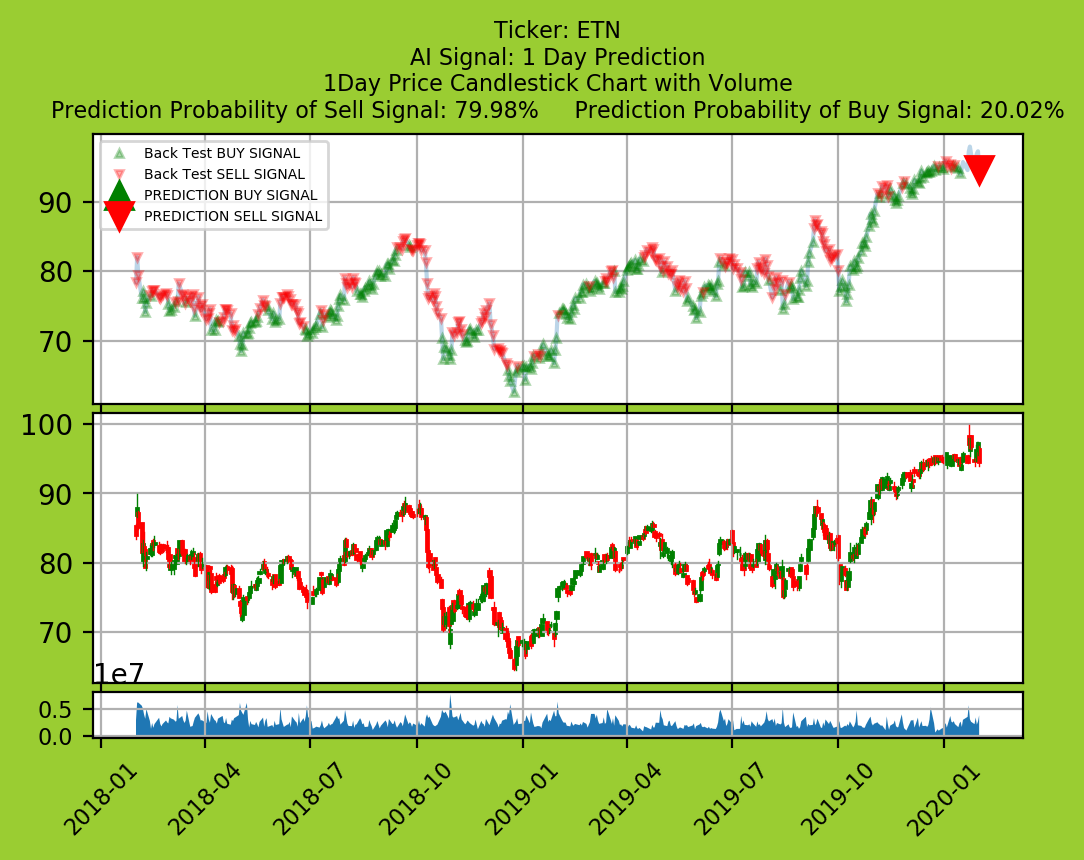 Ticker: ETN
AI Signal: 1 Day Prediction
1Day Price Candlestick Chart with Volume
Prediction Probability of Sell Signal: 79.98%     Prediction Probability of Buy Signal: 20.02%
Back Test BUY SIGNAL
Back Test SELL SIGNAL
PREDICTION BUY SIGNAL
PREDICTION SELL SIGNAL
90
80
70
100
90
80
70
1e7
0.5
0.0
2018-01
2018-04
2018-07
2018-10
2019-01
2019-04
2019-07
2019-10
2020-01